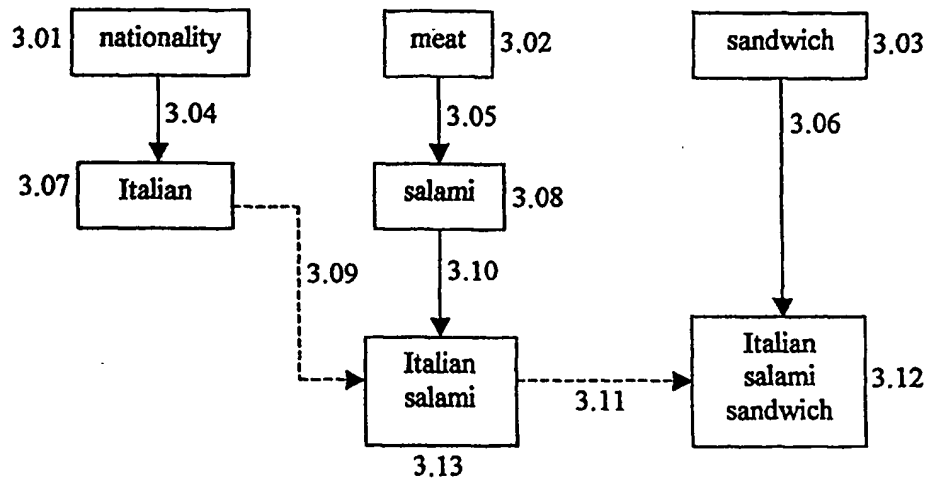 3.01 nationality
meat 3.02
sandwich 3.03
3.04
3.05
3.06
3.07 Italian
salami 3.08
3.09
3.10
Italian
salami
3.11
Italian
salami
sandwich
3.12
3.13